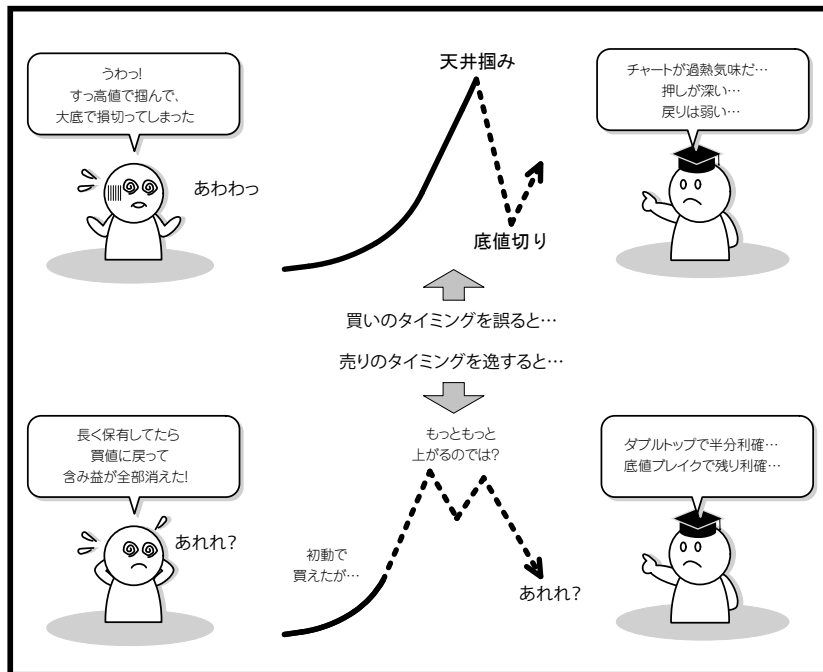 うわっ!
すっ高値で掴んで、
大底で損切ってしまった
あわわっ
天井掴み
底値切り
チャートが過熱気味だ…
押しが深い…
戻りは弱い…
買いのタイミングを誤ると…
売りのタイミングを逸すると…
長く保有してたら
買値に戻って
含み益が全部消えた!
あれれ？
初動で
買えたが…
もっともっと
上がるのでは？
あれれ？
ダブルトップで半分利確…
底値ブレイクで残り利確…